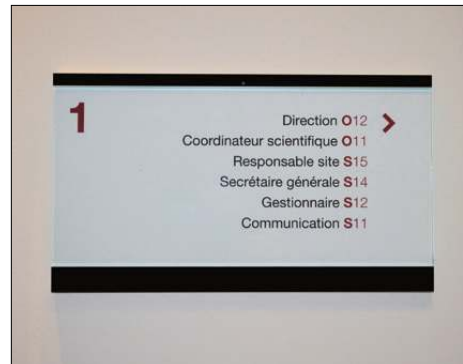 1
Direction O12 >
Coordinateur scientifique O11
Responsable site S15
Secrétaire générale S14
Gestionnaire S12
Communication S11